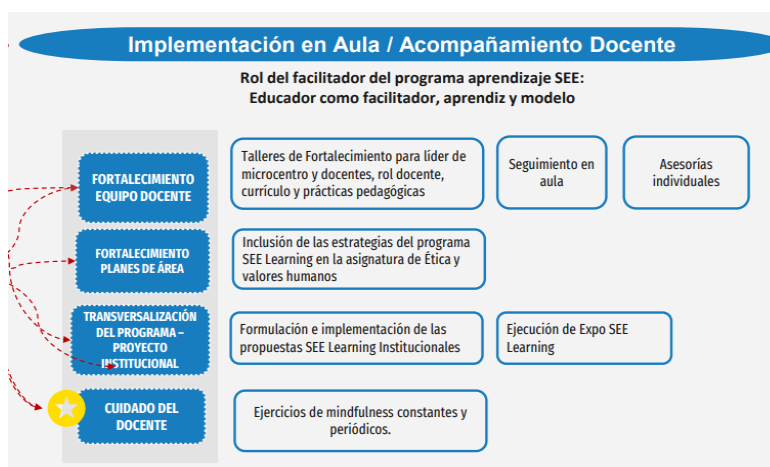 Implementación en Aula / Acompañamiento Docente
Rol del facilitador del programa aprendizaje SEE:
Educador como facilitador, aprendiz y modelo
FORTALECIMIENTO
EQUIPO DOCENTE
Talleres de Fortalecimiento para líder de
microcentro y docentes, rol docente,
currículo y prácticas pedagógicas
Seguimiento en
aula
Asesorías
individuales
FORTALECIMIENTO
PLANES DE ÁREA
Inclusión de las estrategias del programa
SEE Learning en la asignatura de Ética y
valores humanos
TRANSVERSALIZACIÓN
DEL PROGRAMA –
PROYECTO
INSTITUCIONAL
Formulación e implementación de las
propuestas SEE Learning Institucionales
Ejecución de Expo SEE
Learning
CUIDADO DEL
DOCENTE
Ejercicios de mindfulness constantes y
periódicos.